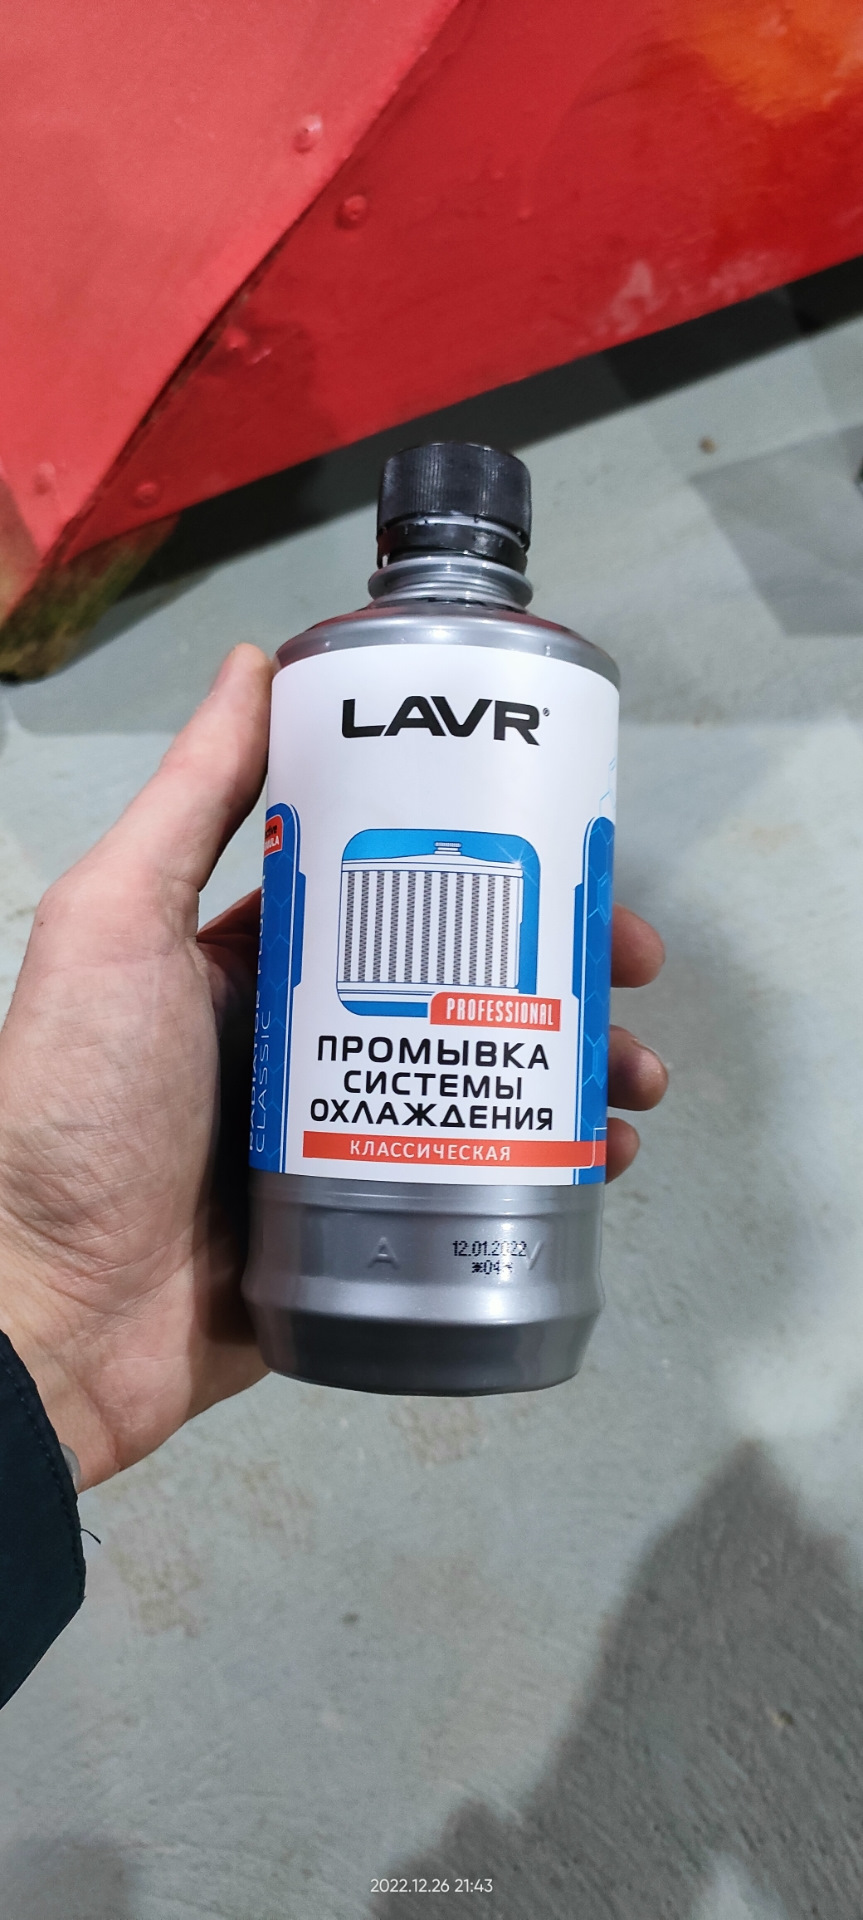 LAVR®
PROFESSIONAL
ПРОМЫВКА
СИСТЕМЫ
ОХЛАЖДЕНИЯ
КЛАССИЧЕСКАЯ
CLASSIC
12.01.2022
2022.12.26 21:43